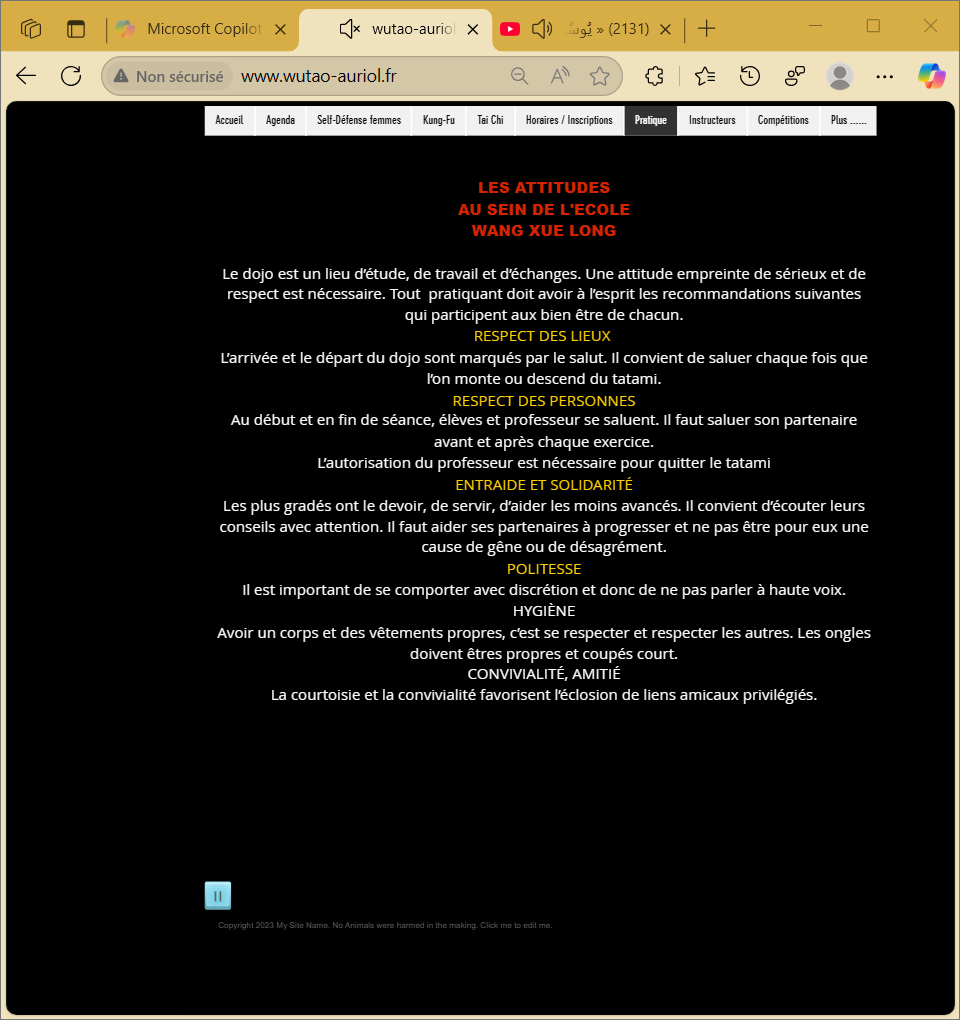 Microsoft Copilot
wutao-auriol
(2131) »
Non sécurisé
www.wutao-auriol.fr
Accueil
Agenda
Self-Défense femmes
Kung-Fu
Tai Chi
Horaires / Inscriptions
Pratique
Instructeurs
Compétitions
Plus ......
LES ATTITUDES
AU SEIN DE L'ECOLE
WANG XUE LONG
Le dojo est un lieu d’étude, de travail et d’échanges. Une attitude empreinte de sérieux et de
respect est nécessaire. Tout  pratiquant doit avoir à l’esprit les recommandations suivantes
qui participent aux bien être de chacun.
RESPECT DES LIEUX
L’arrivée et le départ du dojo sont marqués par le salut. Il convient de saluer chaque fois que
l’on monte ou descend du tatami.
RESPECT DES PERSONNES
Au début et en fin de séance, élèves et professeur se saluent. Il faut saluer son partenaire
avant et après chaque exercice.
L’autorisation du professeur est nécessaire pour quitter le tatami
ENTRAIDE ET SOLIDARITÉ
Les plus gradés ont le devoir, de servir, d’aider les moins avancés. Il convient d’écouter leurs
conseils avec attention. Il faut aider ses partenaires à progresser et ne pas être pour eux une
cause de gêne ou de désagrément.
POLITESSE
Il est important de se comporter avec discrétion et donc de ne pas parler à haute voix.
HYGIÈNE
Avoir un corps et des vêtements propres, c’est se respecter et respecter les autres. Les ongles
doivent êtres propres et coupés court.
CONVIVIALITÉ, AMITIÉ
La courtoisie et la convivialité favorisent l’éclosion de liens amicaux privilégiés.
Copyright 2023 My Site Name. No Animals were harmed in the making. Click me to edit me.